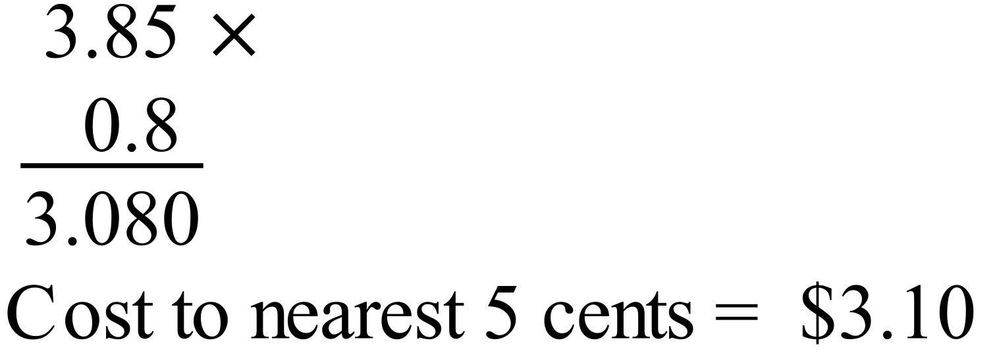 3.85 ×
0.8
3.080
Cost to nearest 5 cents = $3.10